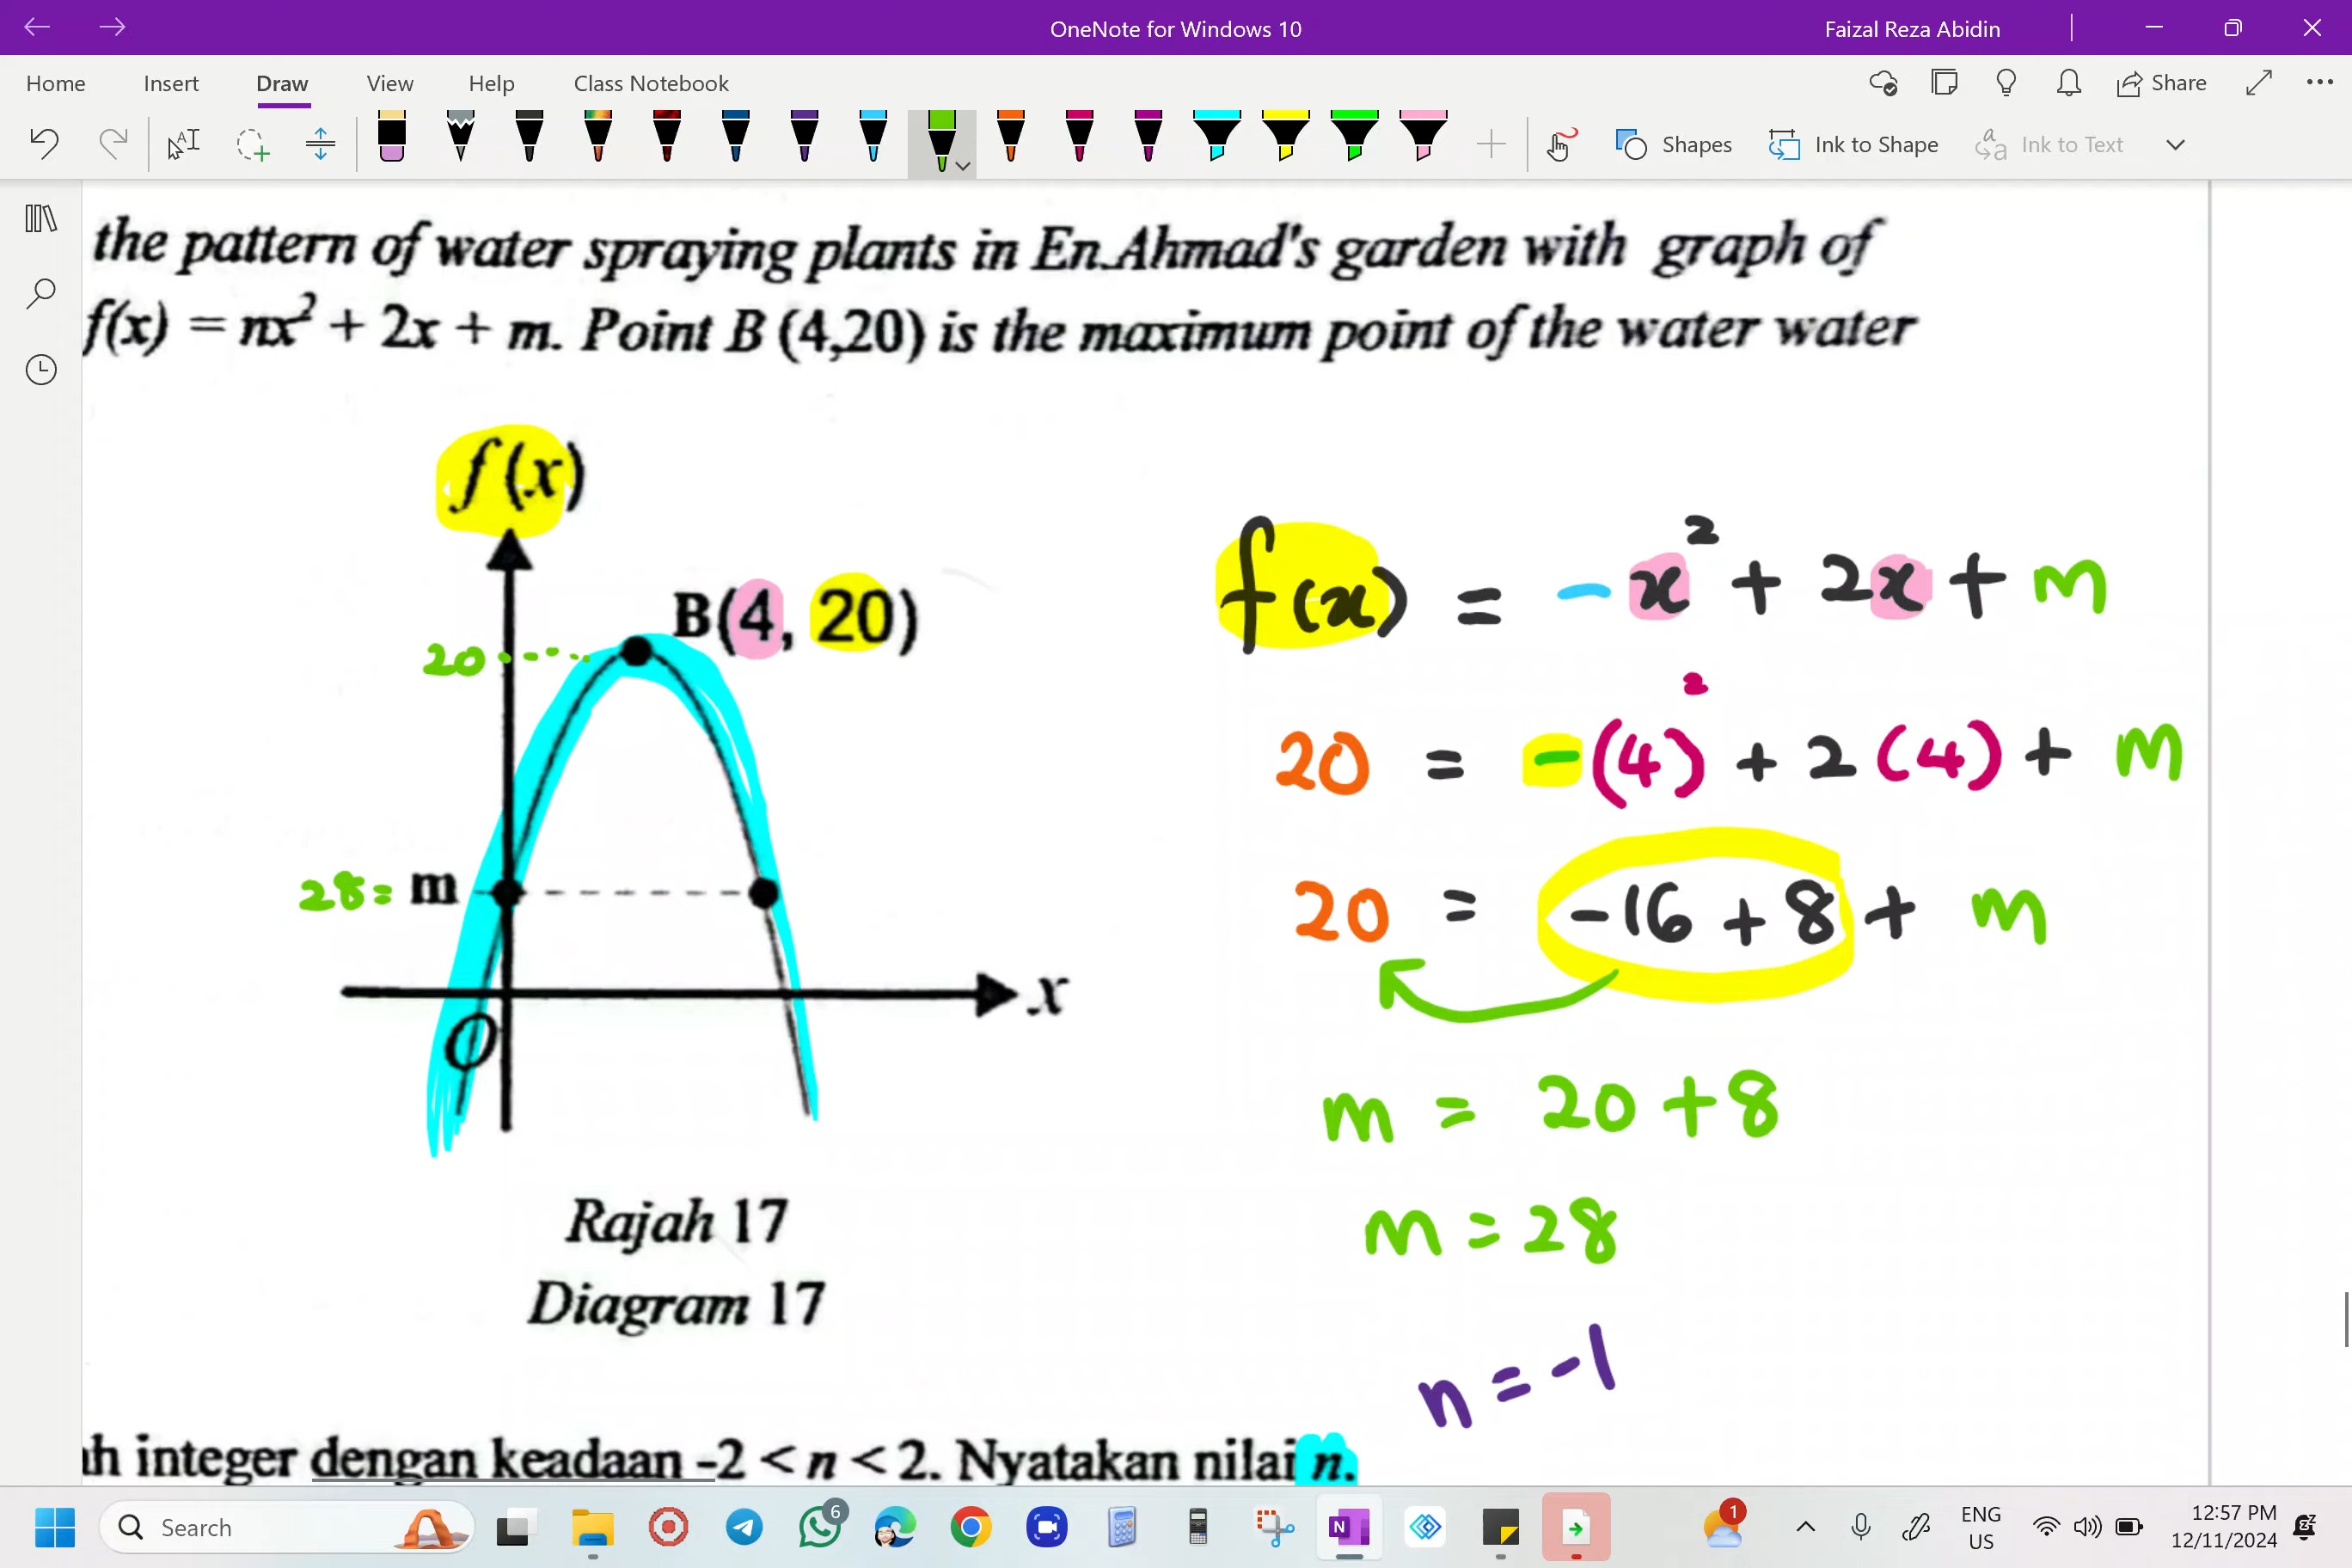 OneNote for Windows 10
Faizal Reza Abidin
Home Insert Draw View Help Class Notebook
Share
Shapes Ink to Shape Ink to Text
the pattern of water spraying plants in En.Ahmad's garden with graph of
f(x) = nx² + 2x + m. Point B (4,20) is the maximum point of the water water
f(x)
B(4, 20)
20
28= m
O
x
Rajah 17
Diagram 17
f(x) = -x² + 2x + m
20 = -(4)² + 2(4) + m
20 = -16 + 8 + m
m = 20 + 8
m = 28
n = -1
ah integer dengan keadaan -2 < n < 2. Nyatakan nilai n.
Search
6
1
ENG
US
12:57 PM
12/11/2024